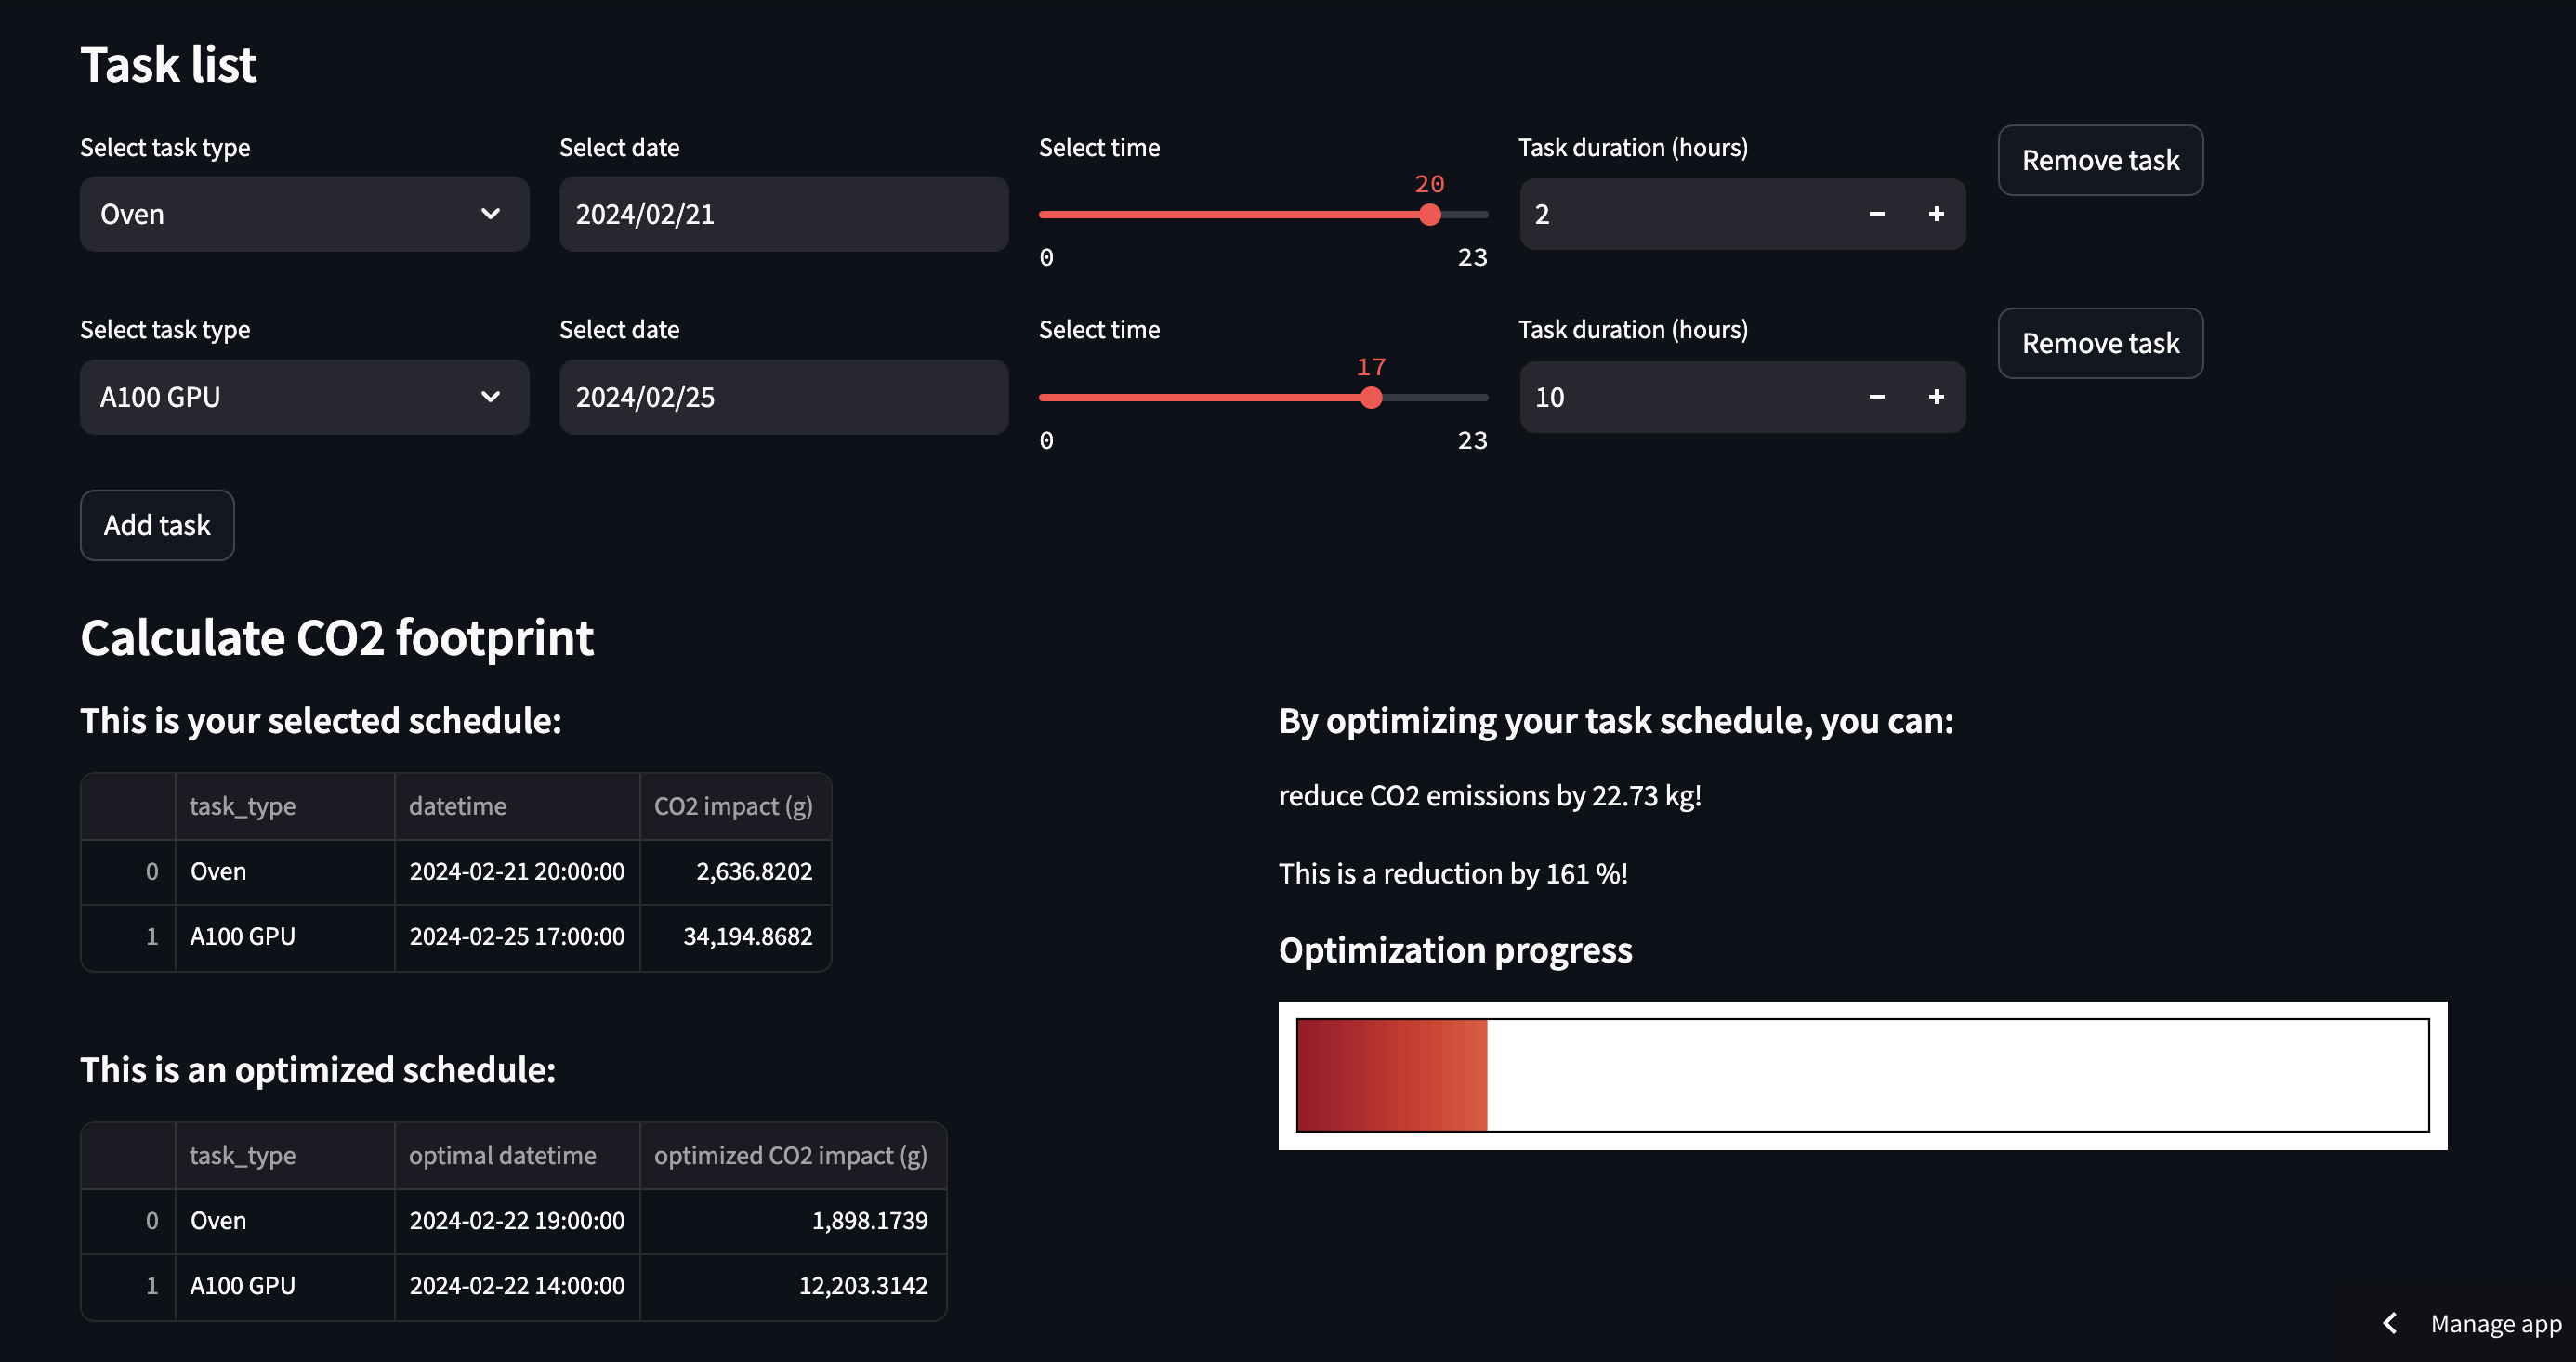 Task list
Select task type Select date Select time Task duration (hours) Remove task
20
Oven 2024/02/21 2 − +
0 23
Select task type Select date Select time Task duration (hours) Remove task
17
A100 GPU 2024/02/25 10 − +
0 23
Add task
Calculate CO2 footprint
This is your selected schedule:
task_type datetime CO2 impact (g)
0 Oven 2024-02-21 20:00:00 2,636.8202
1 A100 GPU 2024-02-25 17:00:00 34,194.8682
This is an optimized schedule:
task_type optimal datetime optimized CO2 impact (g)
0 Oven 2024-02-22 19:00:00 1,898.1739
1 A100 GPU 2024-02-22 14:00:00 12,203.3142
By optimizing your task schedule, you can:
reduce CO2 emissions by 22.73 kg!
This is a reduction by 161 %!
Optimization progress
Manage app